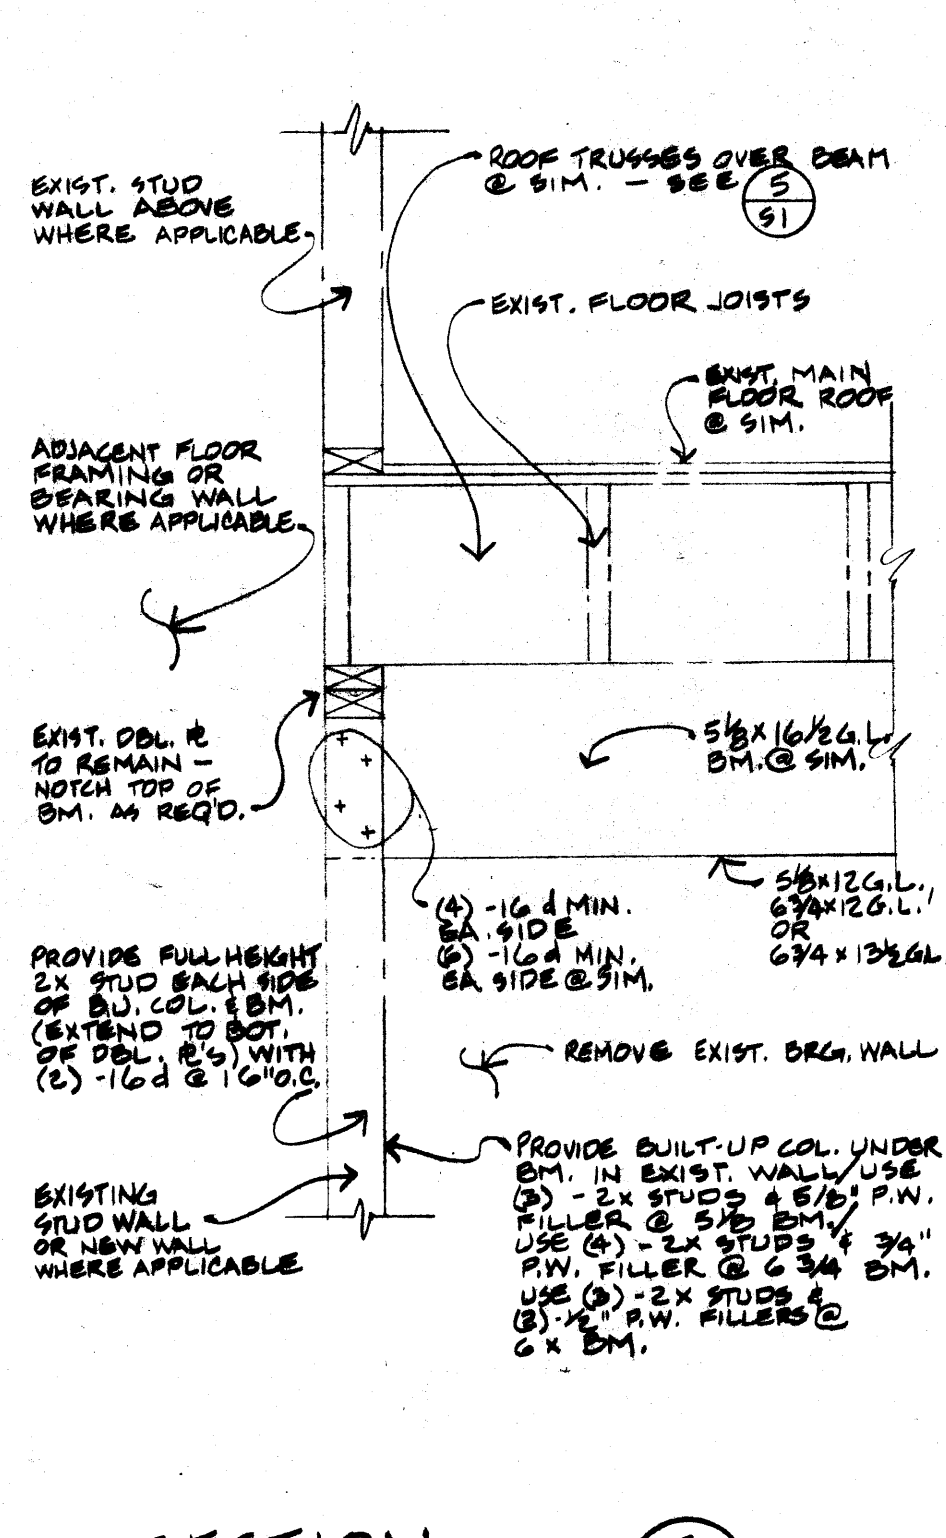 ROOF TRUSSES OVER BEAM
@ SIM. — SEE 5
S1
EXIST. STUD
WALL ABOVE
WHERE APPLICABLE.
EXIST. FLOOR JOISTS
EXIST. MAIN
FLOOR ROOF
@ SIM.
ADJACENT FLOOR
FRAMING OR
BEARING WALL
WHERE APPLICABLE.
EXIST. DBL. PL
TO REMAIN —
NOTCH TOP OF
BM. AS REQ'D.
5 1/8 x 16 1/2 G.L.
BM. @ SIM.
5 1/8 x 12 G.L.,
6 3/4 x 12 G.L.,
OR
6 3/4 x 13 1/2 GL
(4) -16 d MIN.
EA. SIDE
-16 d MIN.
EA SIDE @ SIM.
PROVIDE FULL HEIGHT
2X STUD EACH SIDE
OF B.U. COL. & BM.
(EXTEND TO BOT.
OF DBL. PL'S) WITH
(2) -16 d @ 16" O.C.
REMOVE EXIST. BRG. WALL
PROVIDE BUILT-UP COL. UNDER
BM. IN EXIST. WALL/USE
(3) - 2X STUDS & 5/8" P.W.
FILLER @ 5 1/8 BM./
USE (4) - 2X STUDS & 3/4"
P.W. FILLER @ 6 3/4 BM.
USE (3) - 2X STUDS &
-1/2" P.W. FILLERS @
6 X BM.
EXISTING
STUD WALL
OR NEW WALL
WHERE APPLICABLE
SECTION